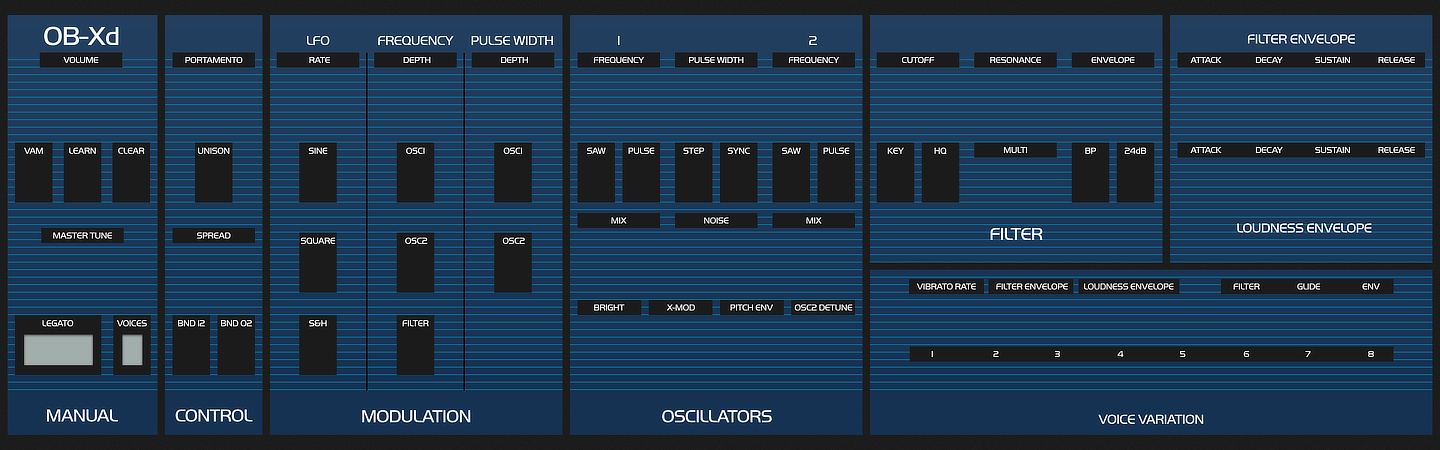 OB-Xd
VOLUME
VAM LEARN CLEAR
MASTER TUNE
LEGATO VOICES
MANUAL
PORTAMENTO
UNISON
SPREAD
BND 12 BND O2
CONTROL
LFO FREQUENCY PULSE WIDTH
RATE DEPTH DEPTH
SINE OSC1 OSC1
SQUARE OSC2 OSC2
S&H FILTER
MODULATION
1 2
FREQUENCY PULSE WIDTH FREQUENCY
SAW PULSE STEP SYNC SAW PULSE
MIX NOISE MIX
BRIGHT X-MOD PITCH ENV OSC2 DETUNE
OSCILLATORS
CUTOFF RESONANCE ENVELOPE
KEY HQ MULTI BP 24dB
FILTER
FILTER ENVELOPE
ATTACK DECAY SUSTAIN RELEASE
ATTACK DECAY SUSTAIN RELEASE
LOUDNESS ENVELOPE
VIBRATO RATE FILTER ENVELOPE LOUDNESS ENVELOPE FILTER GLIDE ENV
1 2 3 4 5 6 7 8
VOICE VARIATION